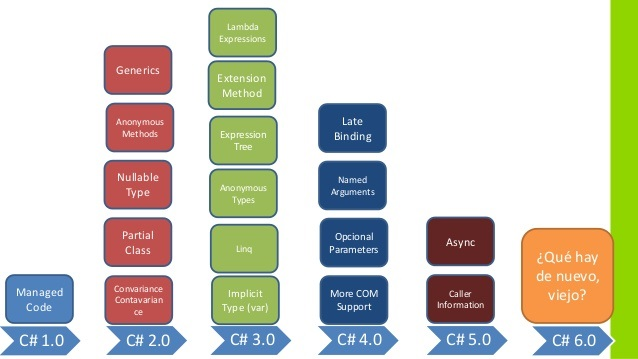 Managed
Code
C# 1.0
Generics
Anonymous
Methods
Nullable
Type
Partial
Class
Convariance
Contavarian
ce
C# 2.0
Lambda
Expressions
Extension
Method
Expression
Tree
Anonymous
Types
Linq
Implicit
Type (var)
C# 3.0
Late
Binding
Named
Arguments
Opcional
Parameters
More COM
Support
C# 4.0
Async
Caller
Information
C# 5.0
¿Qué hay
de nuevo,
viejo?
C# 6.0